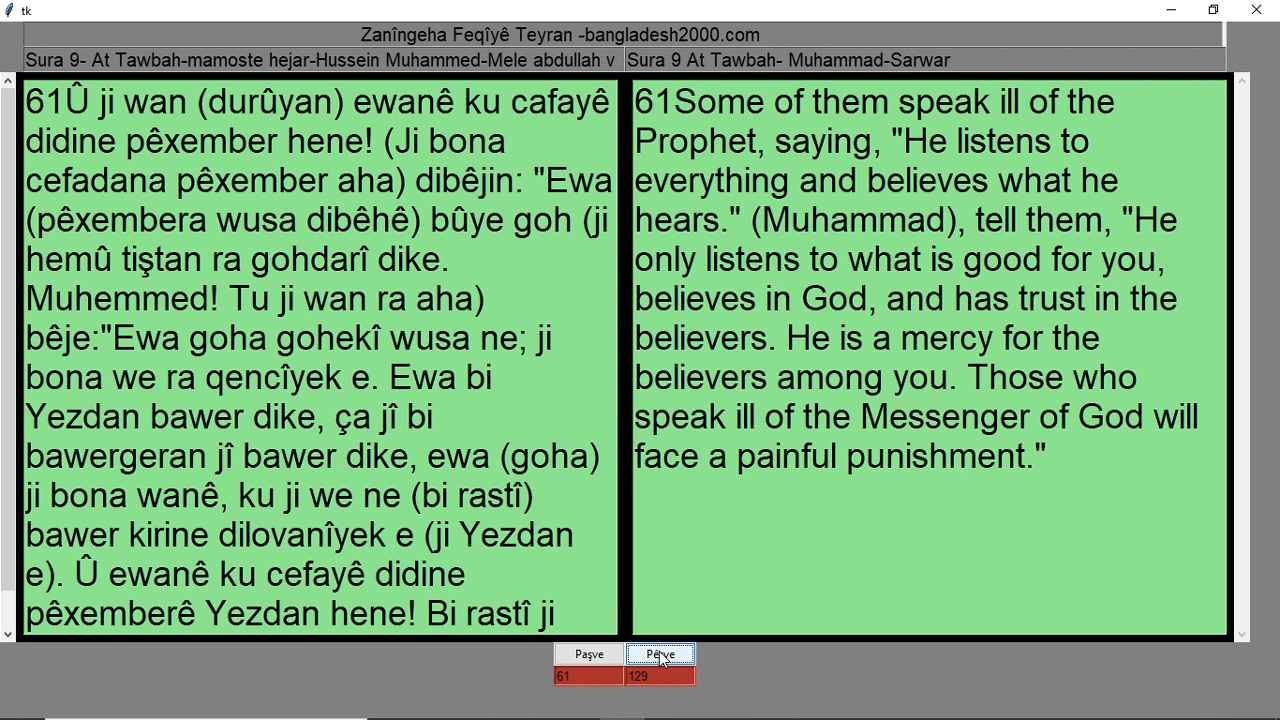 tk
Zanîngeha Feqîyê Teyran -bangladesh2000.com
Sura 9- At Tawbah-mamoste hejar-Hussein Muhammed-Mele abdullah v
Sura 9 At Tawbah- Muhammad-Sarwar
61Û ji wan (durûyan) ewanê ku cafayê
didine pêxember hene! (Ji bona
cefadana pêxember aha) dibêjin: "Ewa
(pêxembera wusa dibêhê) bûye goh (ji
hemû tiştan ra gohdarî dike.
Muhemmed! Tu ji wan ra aha)
bêje:"Ewa goha gohekî wusa ne; ji
bona we ra qencîyek e. Ewa bi
Yezdan bawer dike, ça jî bi
bawergeran jî bawer dike, ewa (goha)
ji bona wanê, ku ji we ne (bi rastî)
bawer kirine dilovanîyek e (ji Yezdan
e). Û ewanê ku cefayê didine
pêxemberê Yezdan hene! Bi rastî ji
61Some of them speak ill of the
Prophet, saying, "He listens to
everything and believes what he
hears." (Muhammad), tell them, "He
only listens to what is good for you,
believes in God, and has trust in the
believers. He is a mercy for the
believers among you. Those who
speak ill of the Messenger of God will
face a painful punishment."
Paşve
Pêşve
61
129